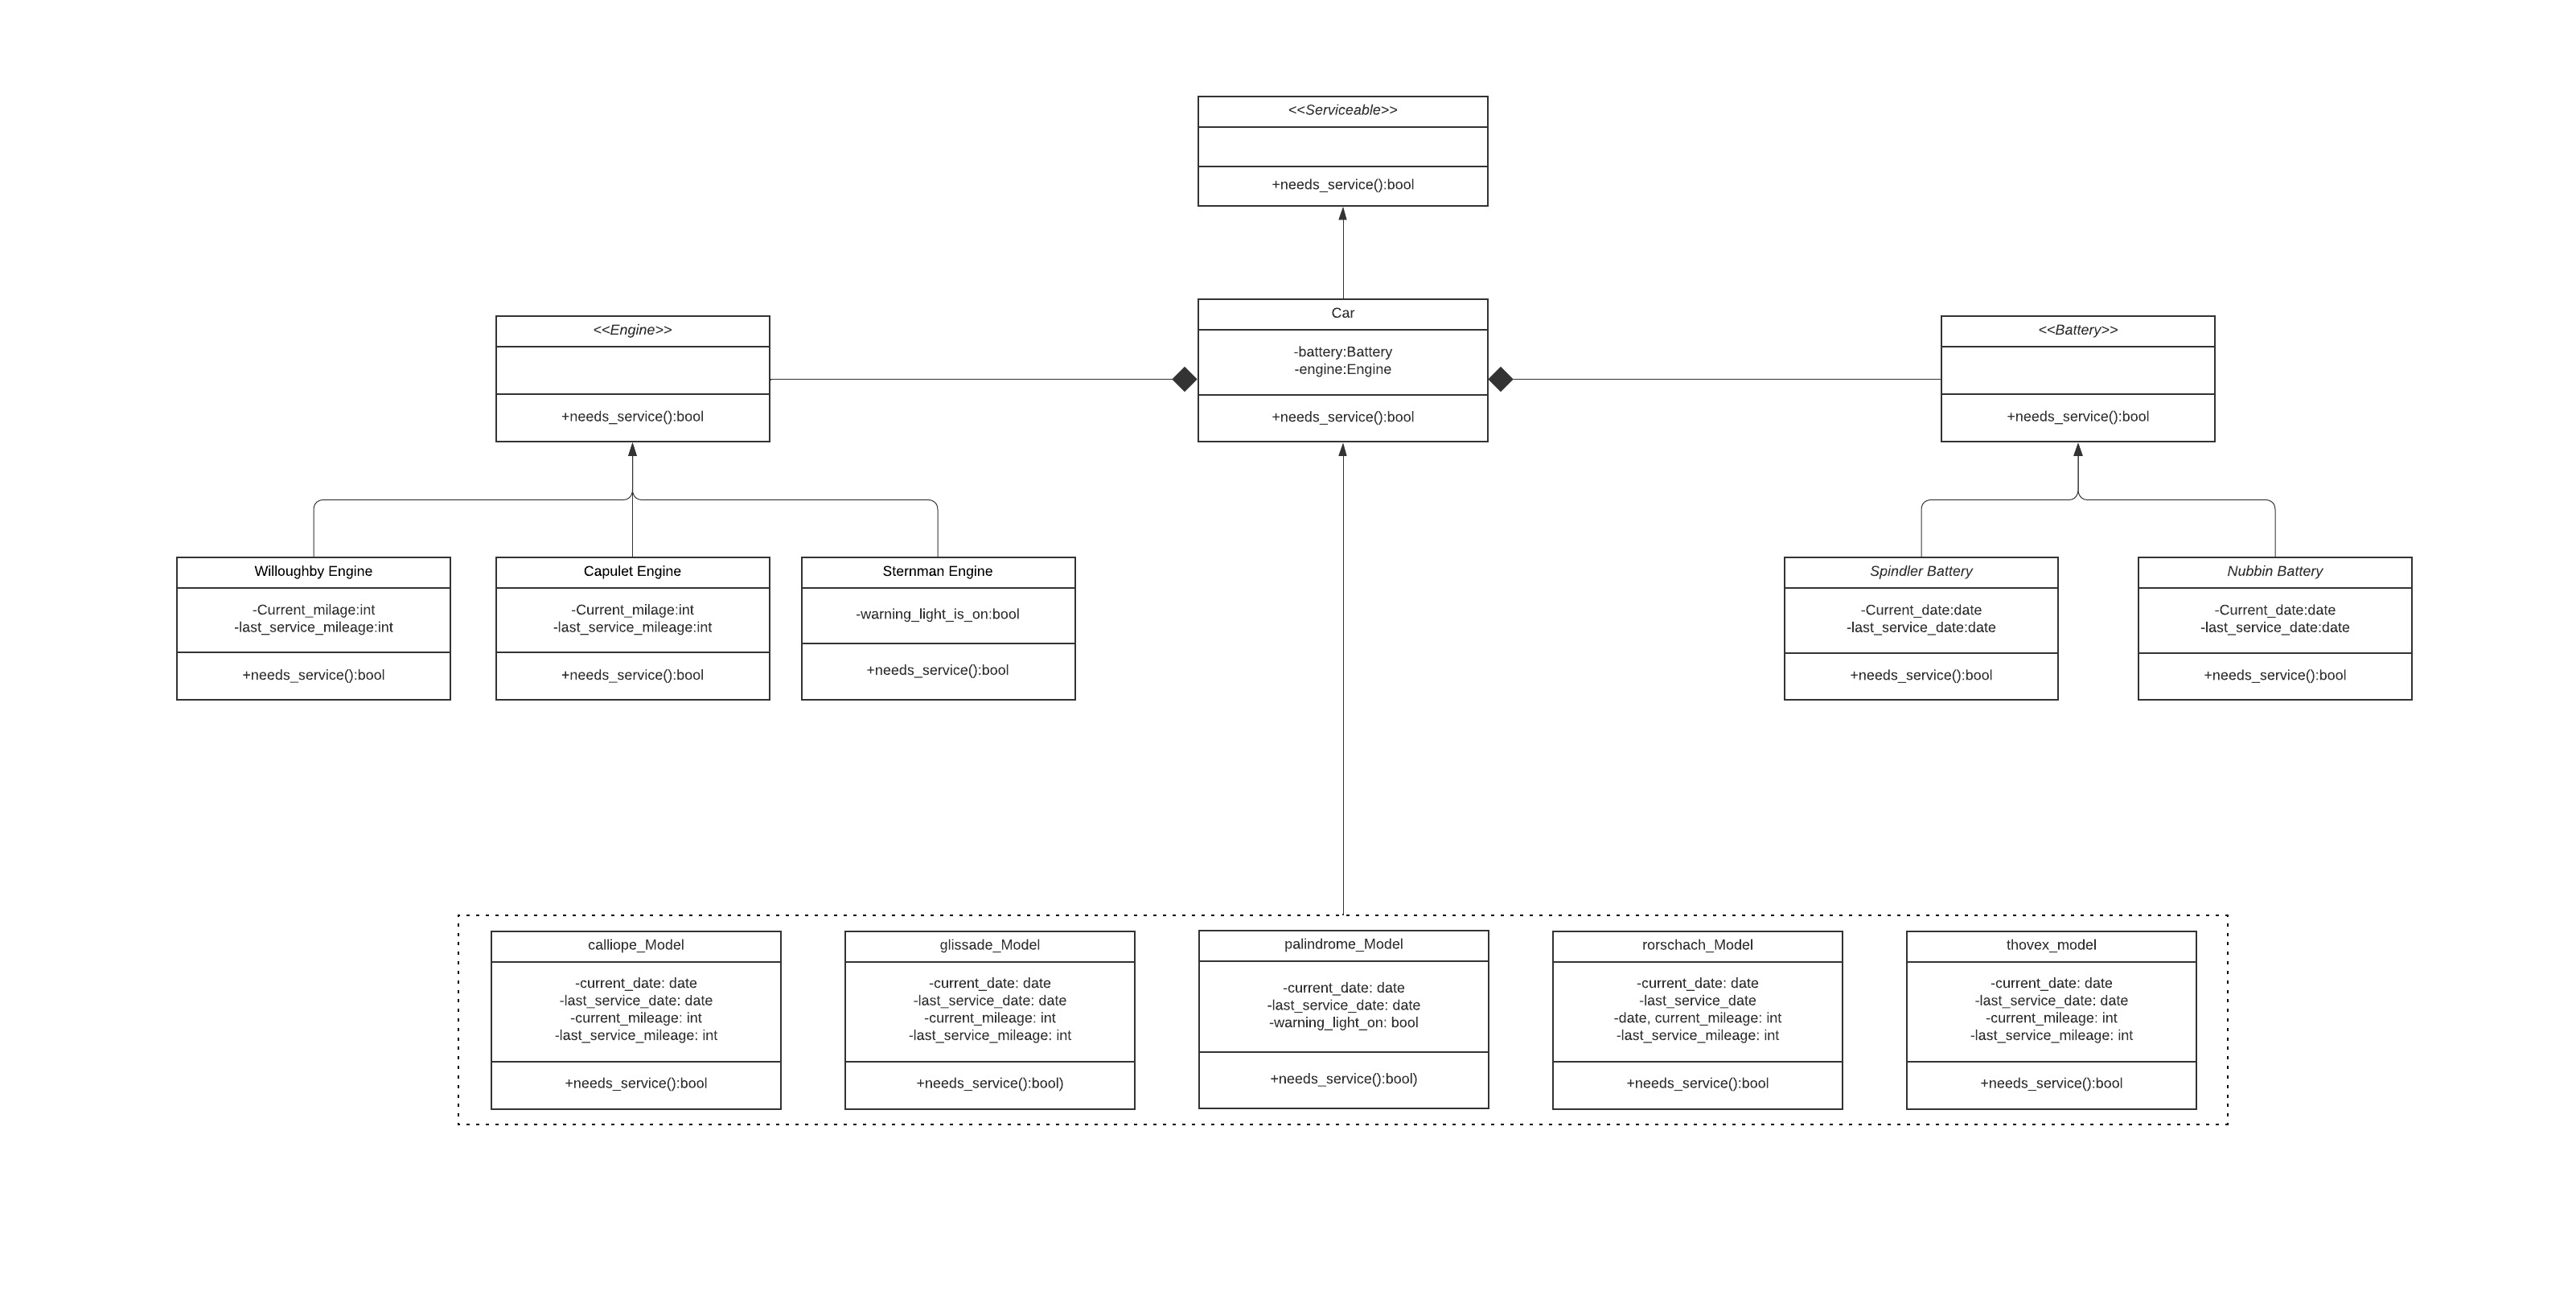 <<Serviceable>>
+needs_service():bool
<<Engine>>
+needs_service():bool
Car
-battery:Battery
-engine:Engine
+needs_service():bool
<<Battery>>
+needs_service():bool
Willoughby Engine
-Current_milage:int
-last_service_mileage:int
+needs_service():bool
Capulet Engine
-Current_milage:int
-last_service_mileage:int
+needs_service():bool
Sternman Engine
-warning_light_is_on:bool
+needs_service():bool
Spindler Battery
-Current_date:date
-last_service_date:date
+needs_service():bool
Nubbin Battery
-Current_date:date
-last_service_date:date
+needs_service():bool
calliope_Model
-current_date: date
-last_service_date: date
-current_mileage: int
-last_service_mileage: int
+needs_service():bool
glissade_Model
-current_date: date
-last_service_date: date
-current_mileage: int
-last_service_mileage: int
+needs_service():bool)
palindrome_Model
-current_date: date
-last_service_date: date
-warning_light_on: bool
+needs_service():bool)
rorschach_Model
-current_date: date
-last_service_date
-date, current_mileage: int
-last_service_mileage: int
+needs_service():bool
thovex_model
-current_date: date
-last_service_date: date
-current_mileage: int
-last_service_mileage: int
+needs_service():bool